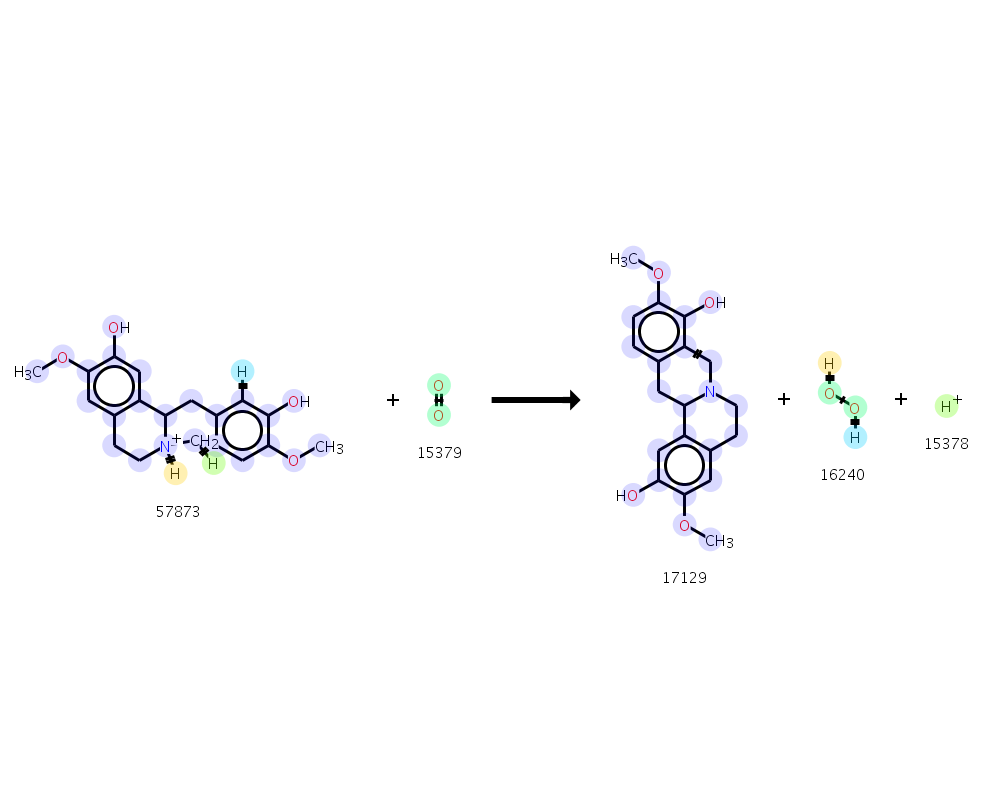 H₃C O OH N⁺ CH₂ H H H OH O CH₃
57873
+
O O
15379
H₃C O OH N HO O CH₃
17129
+
H O O H
16240
+
H⁺
15378